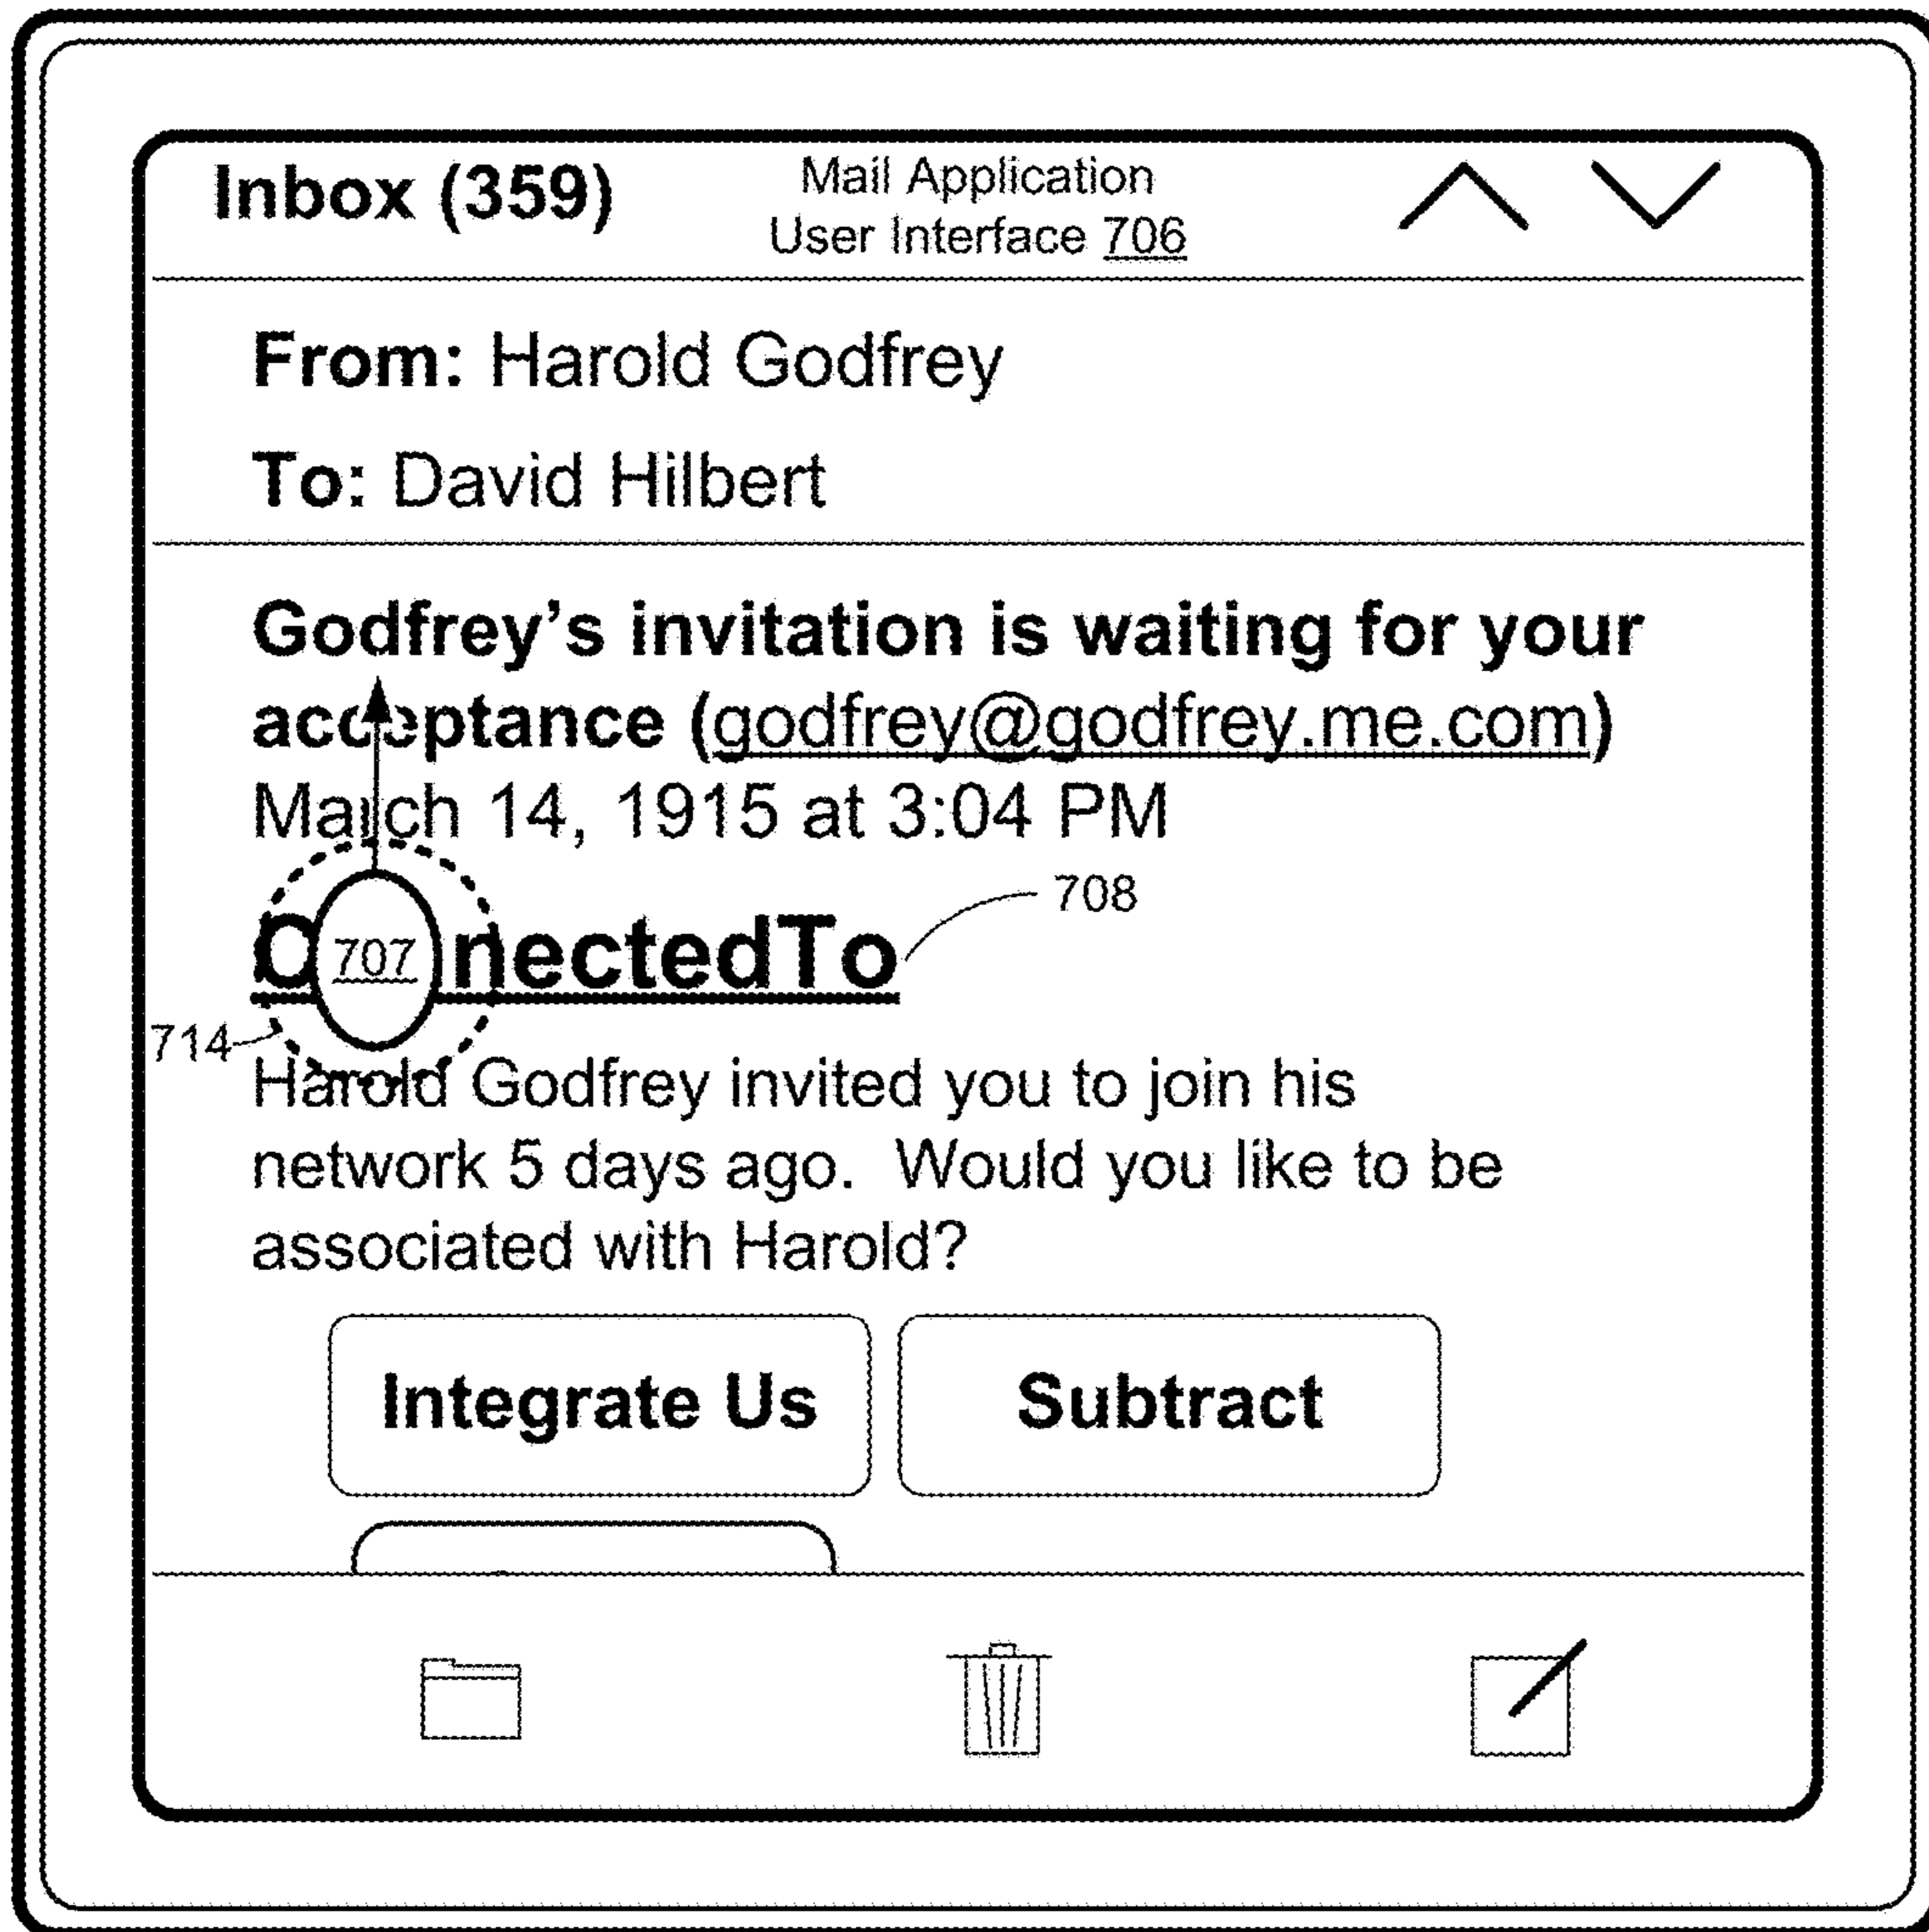 Inbox (359)
Mail Application
User Interface 706
From: Harold Godfrey
To: David Hilbert
Godfrey’s invitation is waiting for your
acceptance (godfrey@godfrey.me.com)
March 14, 1915 at 3:04 PM
708
707 nectedTo
714
Harold Godfrey invited you to join his
network 5 days ago. Would you like to be
associated with Harold?
Integrate Us
Subtract